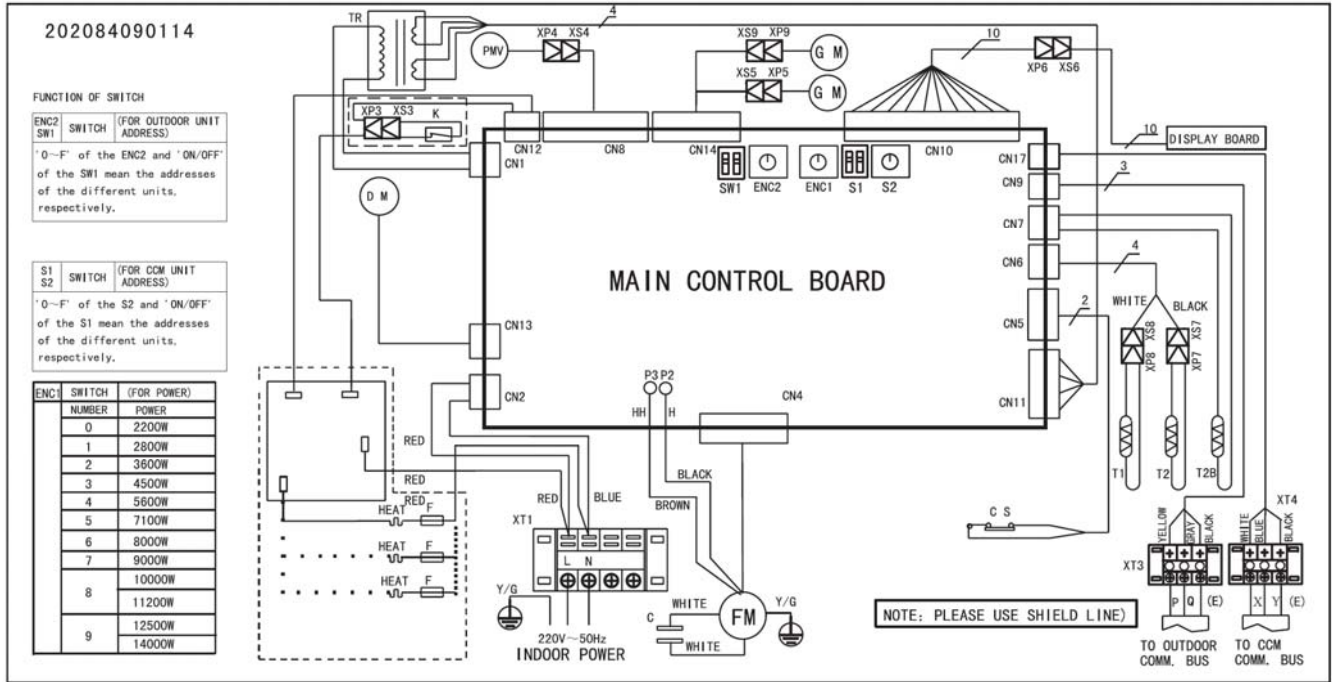 202084090114
FUNCTION OF SWITCH
ENC2 SW1 SWITCH (FOR OUTDOOR UNIT ADDRESS)
'0~F' of the ENC2 and 'ON/OFF'
of the SW1 mean the addresses
of the different units,
respectively.
S1 S2 SWITCH (FOR CCM UNIT ADDRESS)
'0~F' of the S2 and 'ON/OFF'
of the S1 mean the addresses
of the different units,
respectively.
ENC1 SWITCH (FOR POWER)
NUMBER POWER
0 2200W
1 2800W
2 3600W
3 4500W
4 5600W
5 7100W
6 8000W
7 9000W
8 10000W
11200W
9 12500W
14000W
TR
4
PMV
XP4 XS4
XS9 XP9
G M
XS5 XP5
G M
10
XP6 XS6
10
DISPLAY BOARD
XP3 XS3 K
CN12
CN8
CN14
CN10
CN1
SW1
ENC2
ENC1
S1
S2
CN17
CN9
3
CN7
CN6
4
D M
MAIN CONTROL BOARD
WHITE
BLACK
XS8
XP8
XS7
XP7
CN5
2
CN13
CN2
P3 P2
HH
H
CN4
CN11
T1
T2
T2B
RED
RED
RED
HEAT F
HEAT F
HEAT F
RED
BLUE
BLACK
BROWN
XT1
L N
Y/G
220V~50Hz
INDOOR POWER
C
WHITE
WHITE
FM
Y/G
C S
NOTE: PLEASE USE SHIELD LINE)
YELLOW
GRAY
BLACK
XT3
P Q (E)
TO OUTDOOR
COMM. BUS
XT4
WHITE
BLUE
BLACK
X Y (E)
TO CCM
COMM. BUS